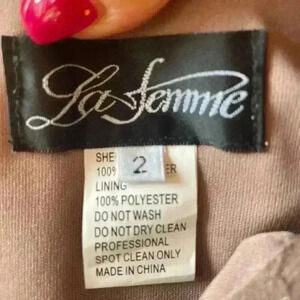 La Femme
2
SHE
100% ER
LINING
100% POLYESTER
DO NOT WASH
DO NOT DRY CLEAN
PROFESSIONAL
SPOT CLEAN ONLY
MADE IN CHINA